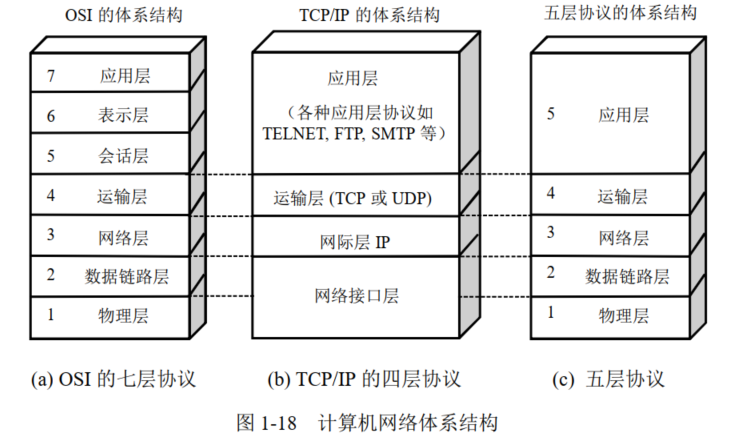 OSI 的体系结构
7 应用层
6 表示层
5 会话层
4 运输层
3 网络层
2 数据链路层
1 物理层
(a) OSI 的七层协议
TCP/IP 的体系结构
应用层
（各种应用层协议如
TELNET, FTP, SMTP 等）
运输层 (TCP 或 UDP)
网际层 IP
网络接口层
(b) TCP/IP 的四层协议
五层协议的体系结构
5 应用层
4 运输层
3 网络层
2 数据链路层
1 物理层
(c) 五层协议
图 1-18 计算机网络体系结构